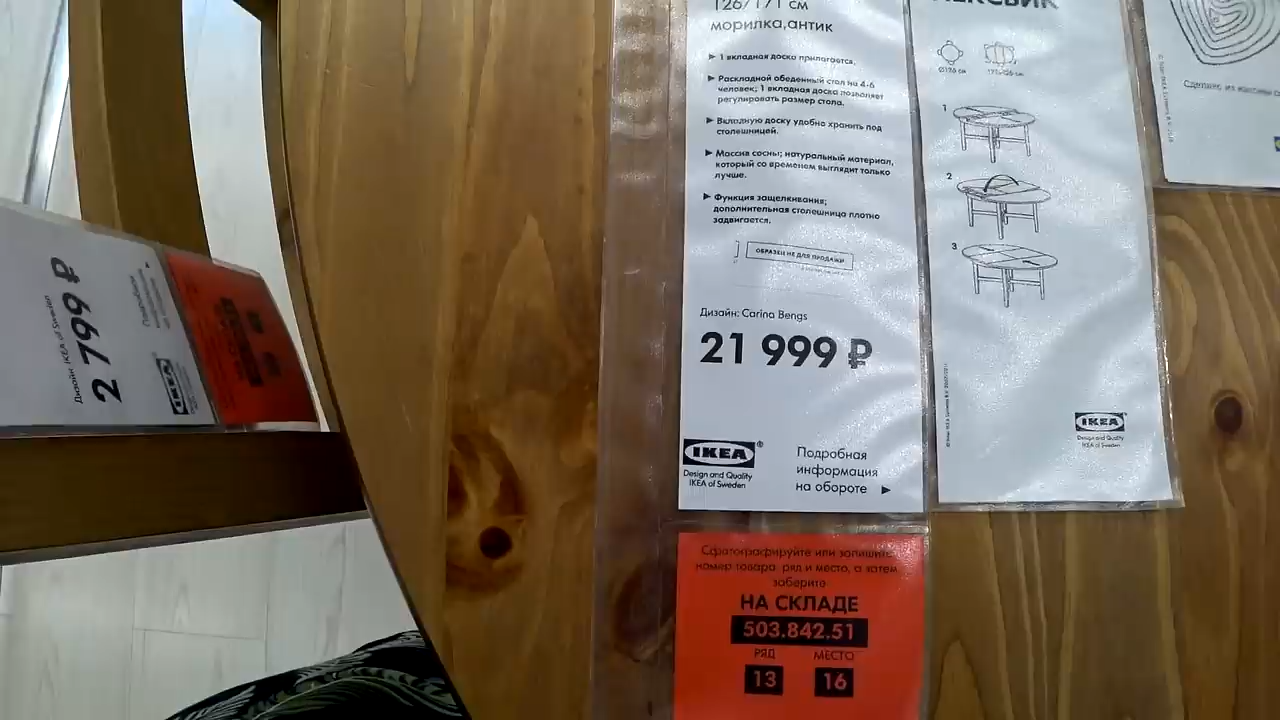 126/171 см
морилка,антик
▶ 1 вкладная доска прилагается.
▶ Раскладной обеденный стол на 4-6
человек; 1 вкладная доска позволяет
регулировать размер стола.
▶ Вкладную доску удобно хранить под
столешницей.
▶ Массив сосны; натуральный материал,
который со временем выглядит только
лучше.
▶ Функция защелкивания;
дополнительная столешница плотно
задвигается.
ОБРАЗЕЦ НЕ ДЛЯ ПРОДАЖИ
Дизайн: Carina Bengs
21 999 ₽
IKEA®
Design and Quality
IKEA of Sweden
Подробная
информация
на обороте ▶
Сфотографируйте или запишите
номер товара, ряд и место, а затем
заберите
НА СКЛАДЕ
503.842.51
РЯД МЕСТО
13 16
1
2
3
IKEA®
Design and Quality
IKEA of Sweden
Сделано из
Дизайн: IKEA of Sweden
2 799 ₽
IKEA